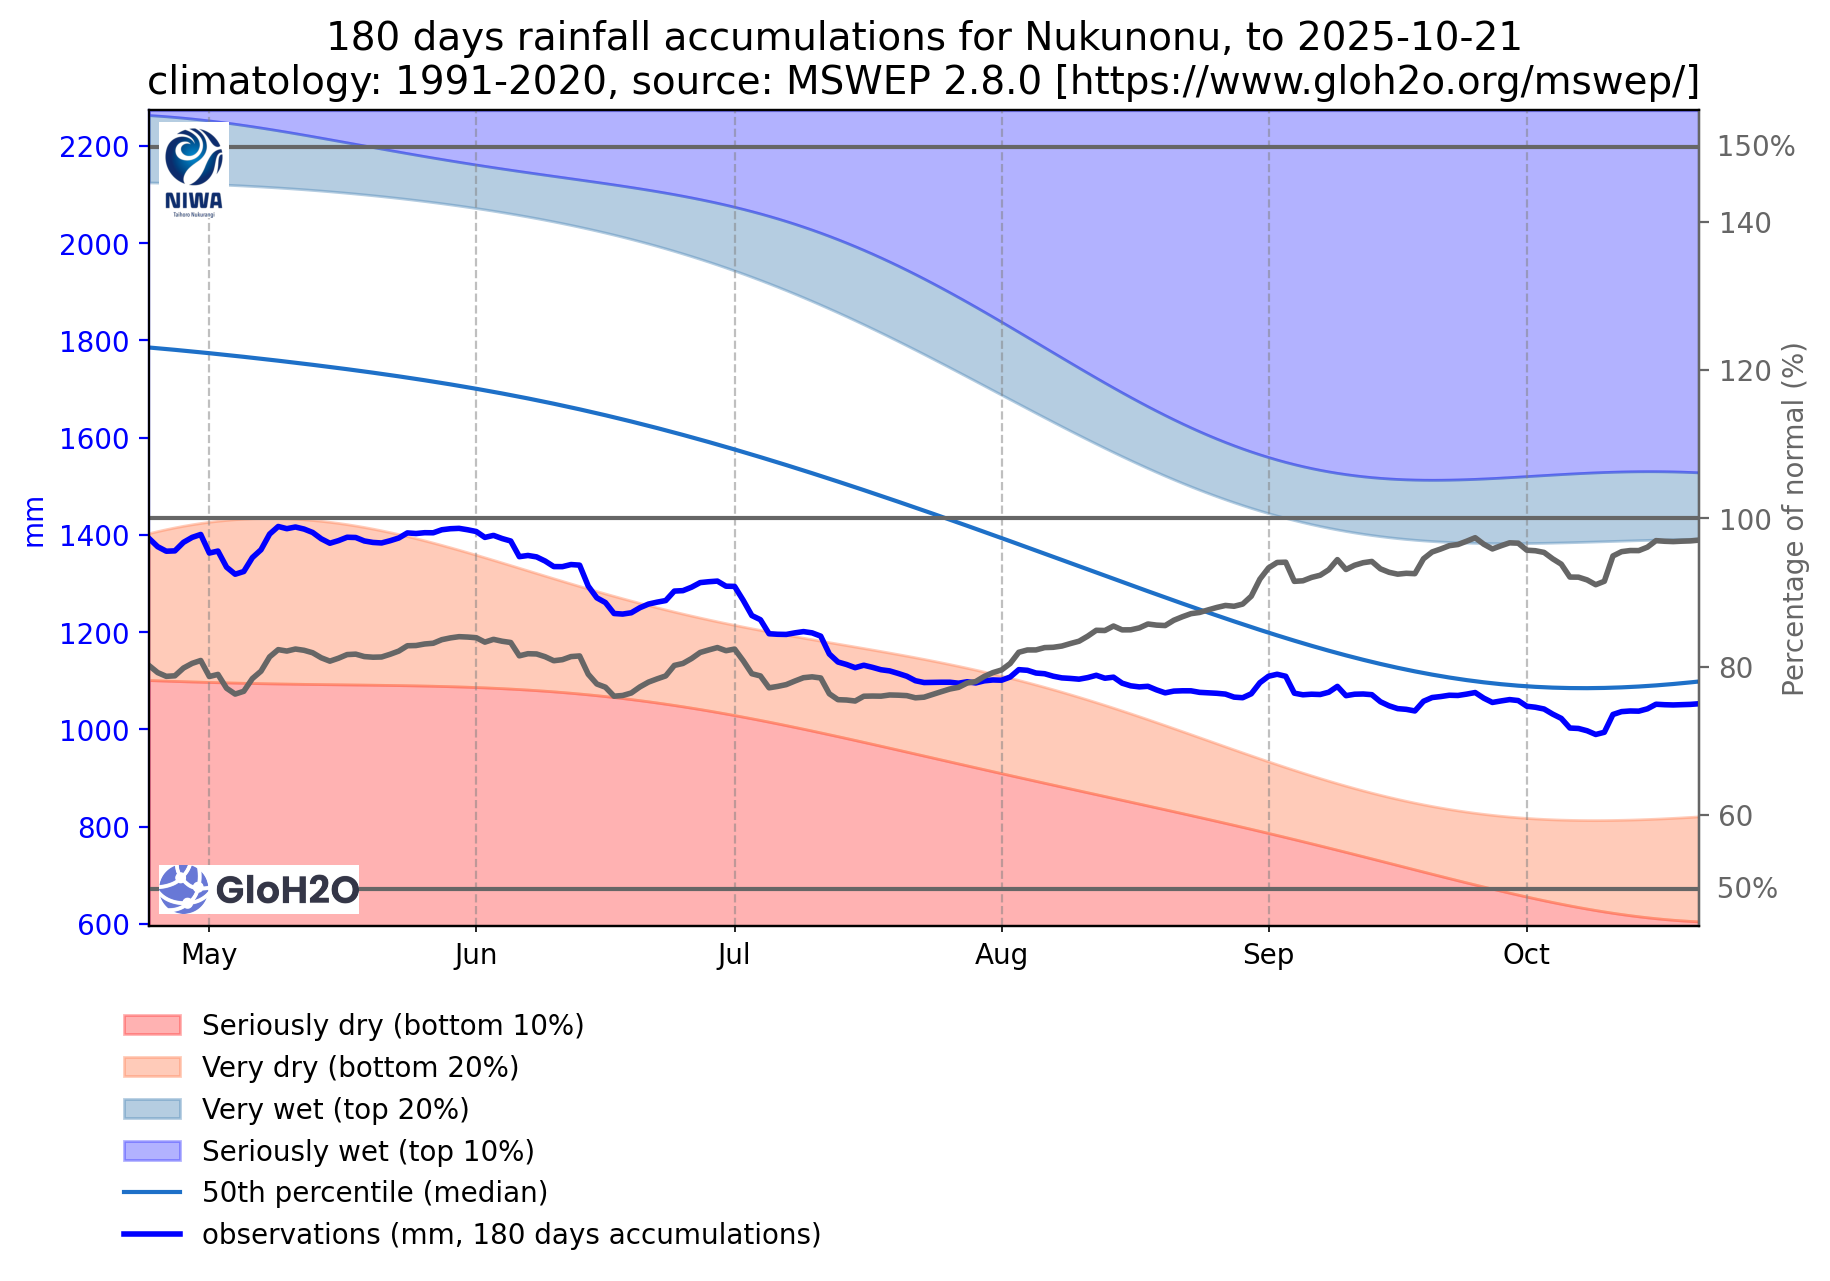 180 days rainfall accumulations for Nukunonu, to 2025-10-21
climatology: 1991-2020, source: MSWEP 2.8.0 [https://www.gloh2o.org/mswep/]
2200
2000
1800
1600
1400
1200
1000
800
600
mm
150%
140
120
100
80
60
50%
Percentage of normal (%)
NIWA
Taihoro Nukurangi
GloH2O
May
Jun
Jul
Aug
Sep
Oct
Seriously dry (bottom 10%)
Very dry (bottom 20%)
Very wet (top 20%)
Seriously wet (top 10%)
50th percentile (median)
observations (mm, 180 days accumulations)